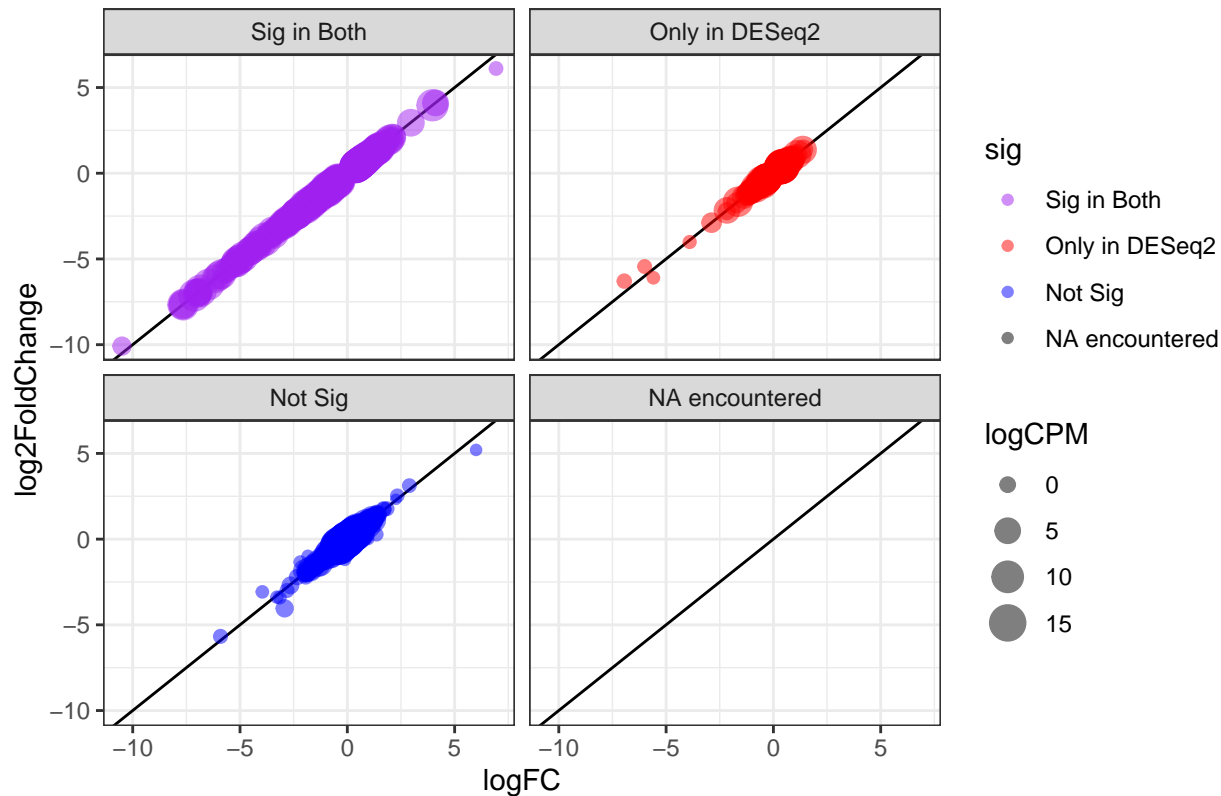 Sig in Both
Only in DESeq2
5
0
−5
−10
Not Sig
NA encountered
5
0
−5
−10
−10
−5
0
5
−10
−5
0
5
logFC
log2FoldChange
sig
Sig in Both
Only in DESeq2
Not Sig
NA encountered
logCPM
0
5
10
15